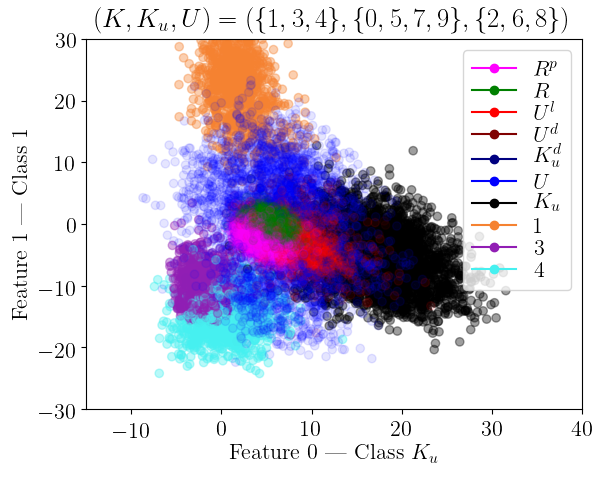 (K, K_u, U) = ({1, 3, 4}, {0, 5, 7, 9}, {2, 6, 8})
30
20
10
0
−10
−20
−30
Feature 1 — Class 1
R^p
R
U^l
U^d
K_u^d
U
K_u
1
3
4
−10
0
10
20
30
40
Feature 0 — Class K_u